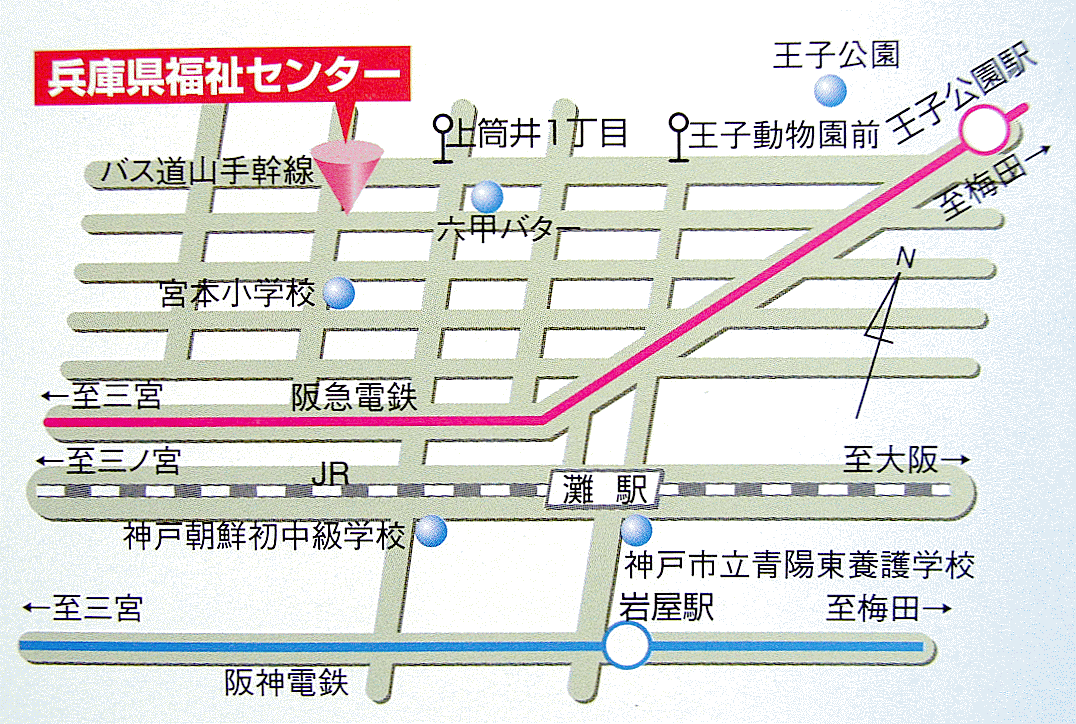 王子公園
兵庫県福祉センター
王子公園駅
上筒井1丁目
王子動物園前
バス道山手幹線
至梅田→
六甲バター
N
宮本小学校
←至三宮
阪急電鉄
←至三ノ宮
JR
至大阪→
灘駅
神戸朝鮮初中級学校
神戸市立青陽東養護学校
←至三宮
岩屋駅
至梅田→
阪神電鉄